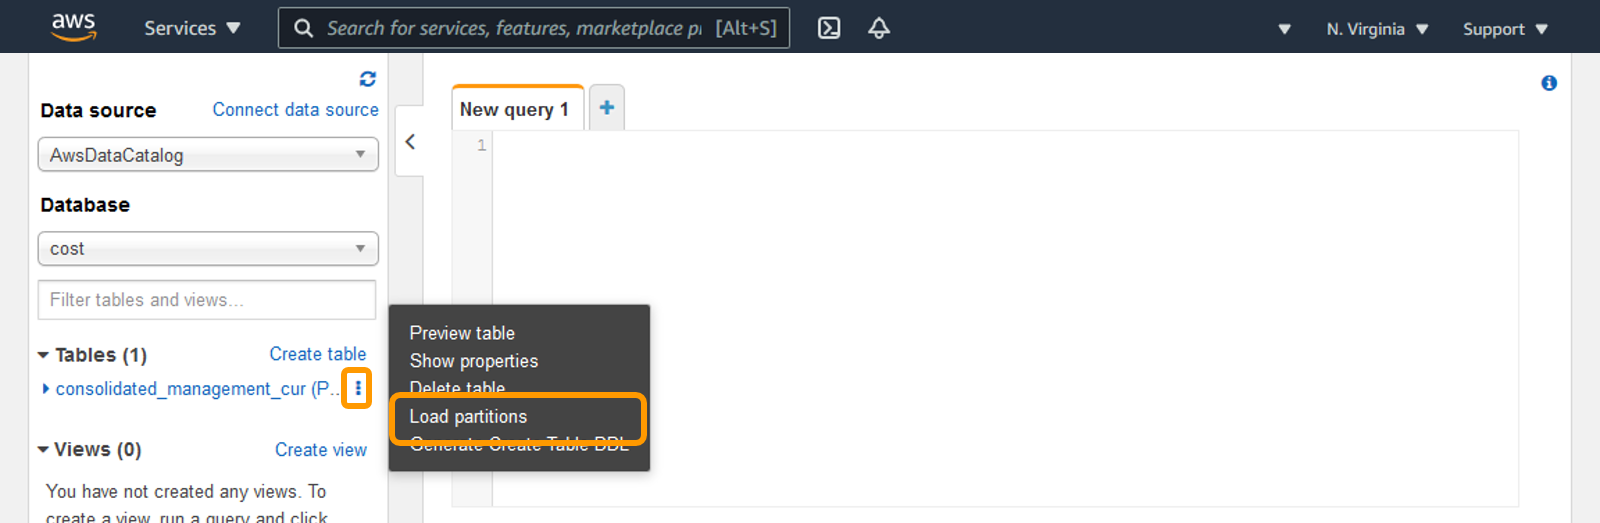 aws
Services
Search for services, features, marketplace pr [Alt+S]
N. Virginia
Support
Data source
Connect data source
AwsDataCatalog
Database
cost
Filter tables and views...
Tables (1)
Create table
consolidated_management_cur (P...
Views (0)
Create view
You have not created any views. To
create a view, run a query and click
New query 1
1
Preview table
Show properties
Delete table
Load partitions
Generate Create Table DDL